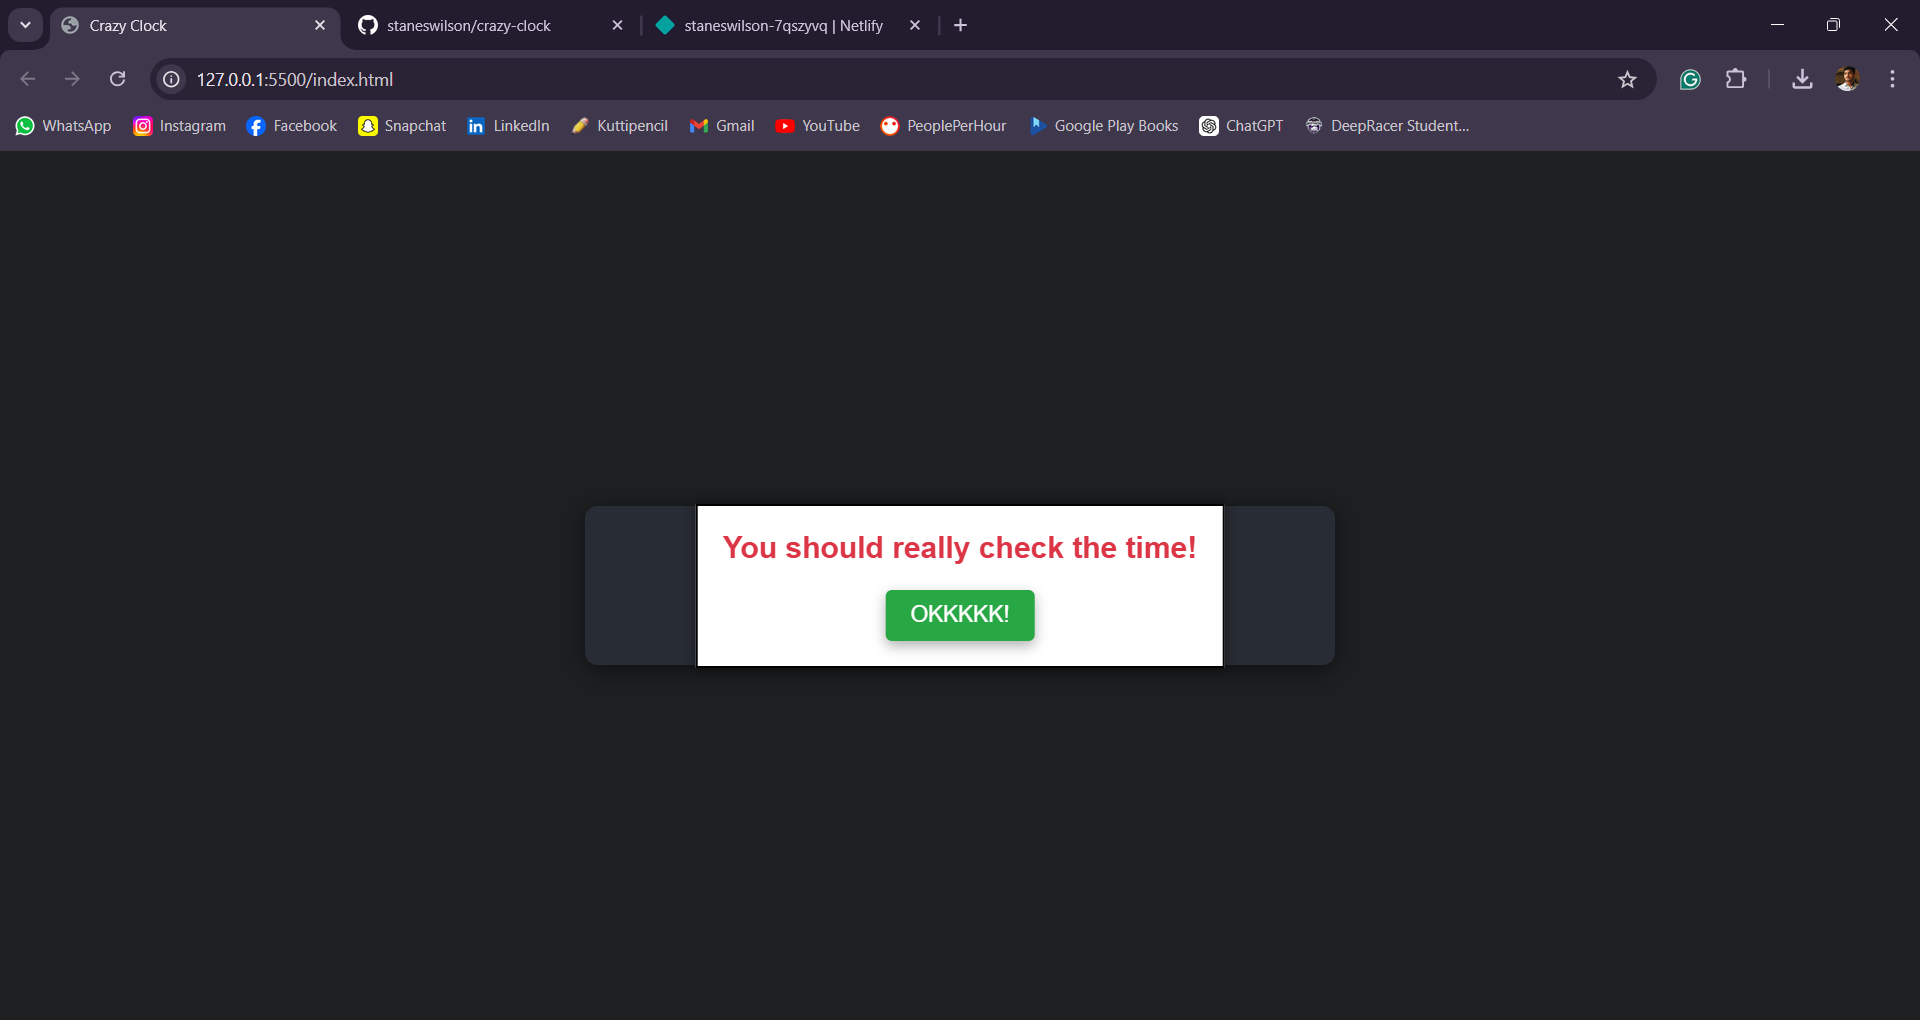 Crazy Clock
staneswilson/crazy-clock
staneswilson-7qszyvq | Netlify
127.0.0.1:5500/index.html
WhatsApp
Instagram
Facebook
Snapchat
LinkedIn
Kuttipencil
Gmail
YouTube
PeoplePerHour
Google Play Books
ChatGPT
DeepRacer Student...
You should really check the time!
OKKKKK!